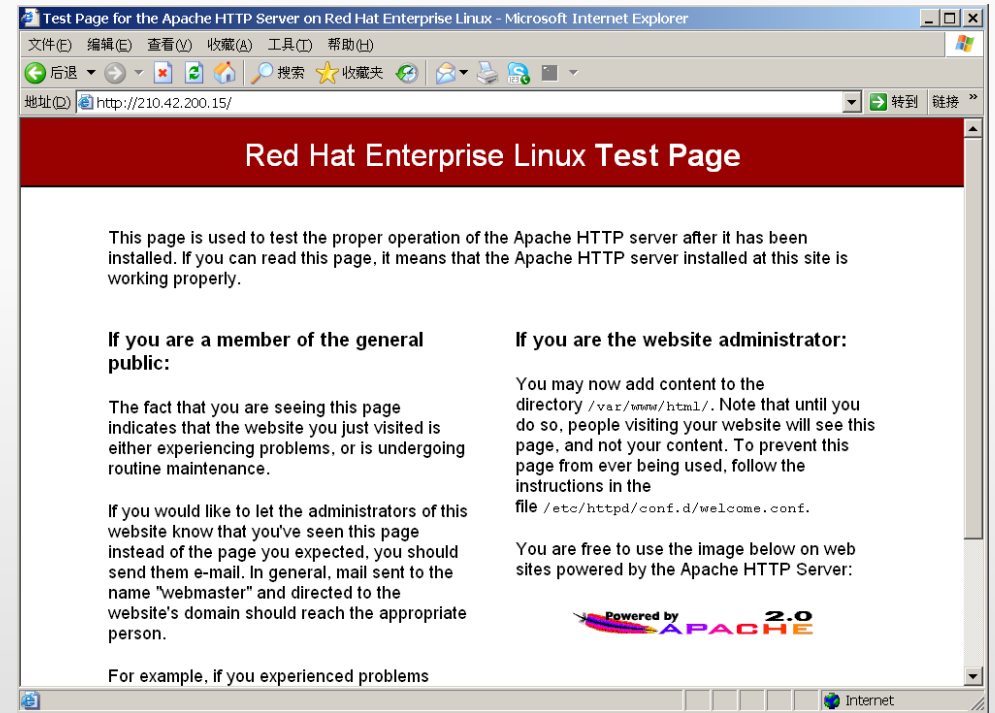 Test Page for the Apache HTTP Server on Red Hat Enterprise Linux - Microsoft Internet Explorer
文件(F) 编辑(E) 查看(V) 收藏(A) 工具(T) 帮助(H)
后退 搜索 收藏夹
地址(D) http://210.42.200.15/ 转到 链接 »
Red Hat Enterprise Linux Test Page
This page is used to test the proper operation of the Apache HTTP server after it has been
installed. If you can read this page, it means that the Apache HTTP server installed at this site is
working properly.
If you are a member of the general
public:
The fact that you are seeing this page
indicates that the website you just visited is
either experiencing problems, or is undergoing
routine maintenance.
If you would like to let the administrators of this
website know that you've seen this page
instead of the page you expected, you should
send them e-mail. In general, mail sent to the
name "webmaster" and directed to the
website's domain should reach the appropriate
person.
For example, if you experienced problems
If you are the website administrator:
You may now add content to the
directory /var/www/html/. Note that until you
do so, people visiting your website will see this
page, and not your content. To prevent this
page from ever being used, follow the
instructions in the
file /etc/httpd/conf.d/welcome.conf.
You are free to use the image below on web
sites powered by the Apache HTTP Server:
Powered by 2.0
APACHE
Internet